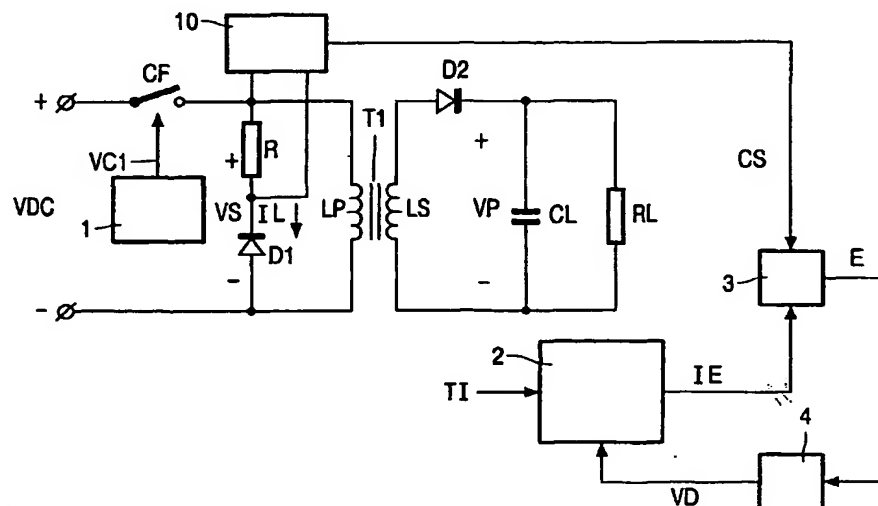 10
CF
D2
T1
+
+
R
+
CS
VC1
VDC
1
VS
IL
LP
LS
VP
CL
RL
D1
E
3
-
-
-
2
TI
IE
4
VD